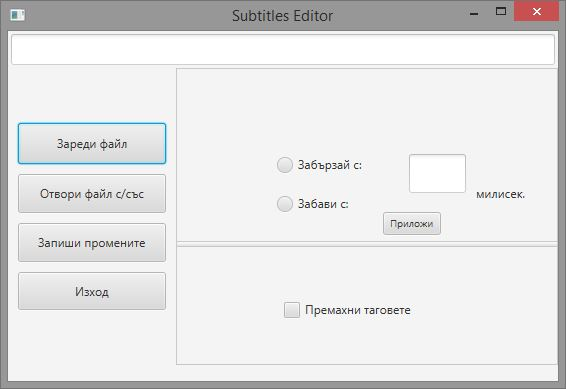 Subtitles Editor
Зареди файл
Отвори файл с/със
Запиши промените
Изход
Забързай с:
Забави с:
милисек.
Приложи
Премахни таговете